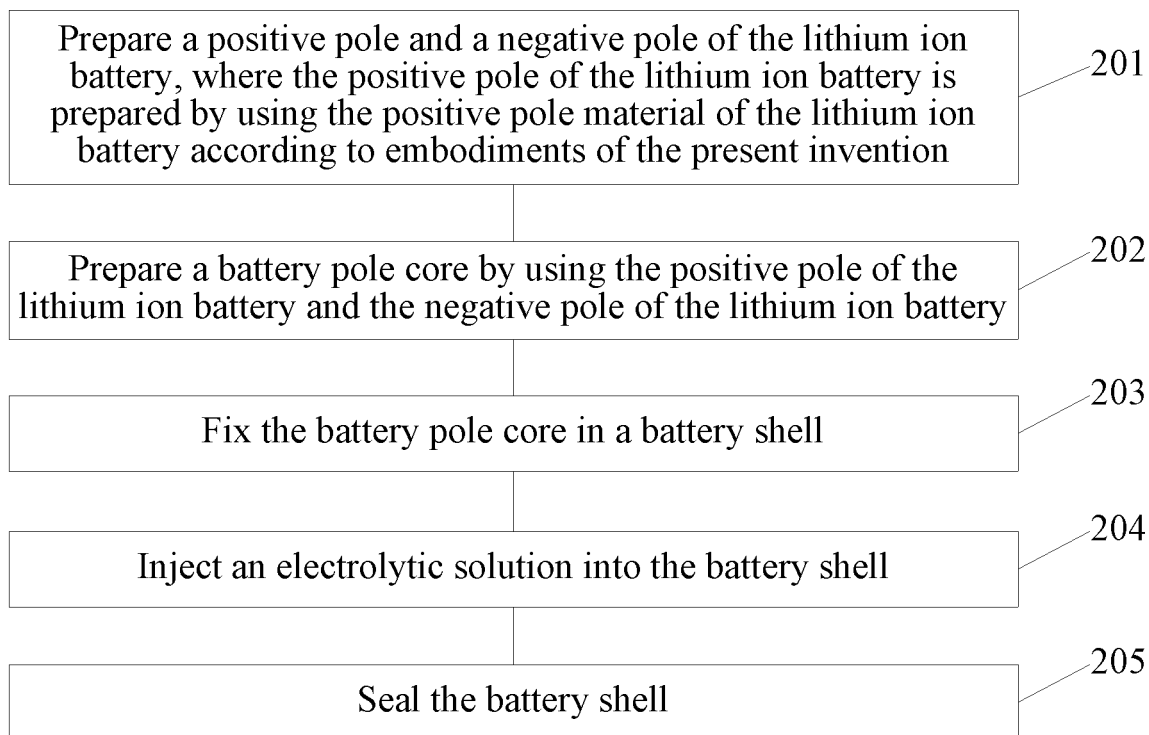 Prepare a positive pole and a negative pole of the lithium ion
battery, where the positive pole of the lithium ion battery is
prepared by using the positive pole material of the lithium ion
battery according to embodiments of the present invention
201
Prepare a battery pole core by using the positive pole of the
lithium ion battery and the negative pole of the lithium ion battery
202
Fix the battery pole core in a battery shell
203
Inject an electrolytic solution into the battery shell
204
Seal the battery shell
205